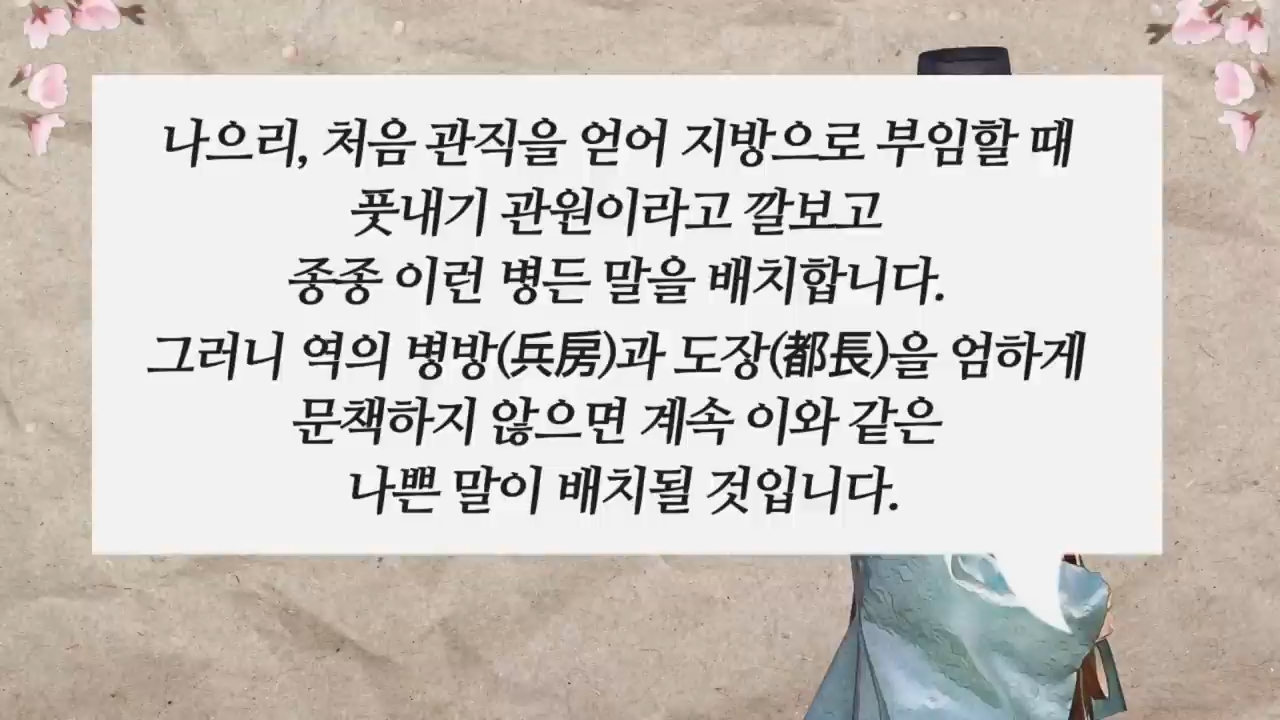 나으리, 처음 관직을 얻어 지방으로 부임할 때
풋내기 관원이라고 깔보고
종종 이런 병든 말을 배치합니다.
그러니 역의 병방(兵房)과 도장(都長)을 엄하게
문책하지 않으면 계속 이와 같은
나쁜 말이 배치될 것입니다.